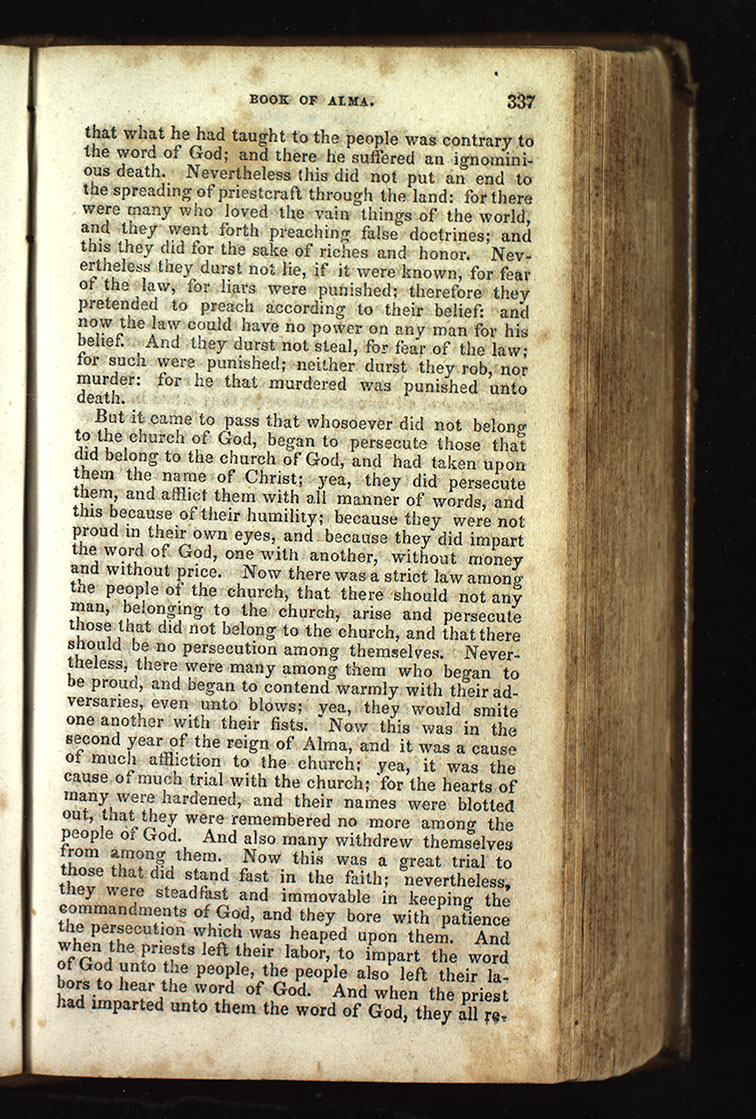 BOOK OF ALMA. 337
that what he had taught to the people was contrary to
the word of God; and there he suffered an ignomini-
ous death. Nevertheless this did not put an end to
the spreading of priestcraft through the land: for there
were many who loved the vain things of the world,
and they went forth preaching false doctrines; and
this they did for the sake of riches and honor. Nev-
ertheless they durst not lie, if it were known, for fear
of the law, for liars were punished; therefore they
pretended to preach according to their belief: and
now the law could have no power on any man for his
belief. And they durst not steal, for fear of the law;
for such were punished; neither durst they rob, nor
murder: for he that murdered was punished unto
death.
But it came to pass that whosoever did not belong
to the church of God, began to persecute those that
did belong to the church of God, and had taken upon
them the name of Christ; yea, they did persecute
them, and afflict them with all manner of words, and
this because of their humility; because they were not
proud in their own eyes, and because they did impart
the word of God, one with another, without money
and without price. Now there was a strict law among
the people of the church, that there should not any
man, belonging to the church, arise and persecute
those that did not belong to the church, and that there
should be no persecution among themselves. Never-
theless, there were many among them who began to
be proud, and began to contend warmly with their ad-
versaries, even unto blows; yea, they would smite
one another with their fists. Now this was in the
second year of the reign of Alma, and it was a cause
of much affliction to the church; yea, it was the
cause of much trial with the church; for the hearts of
many were hardened, and their names were blotted
out, that they were remembered no more among the
people of God. And also many withdrew themselves
from among them. Now this was a great trial to
those that did stand fast in the faith; nevertheless,
they were steadfast and immovable in keeping the
commandments of God, and they bore with patience
the persecution which was heaped upon them. And
when the priests left their labor, to impart the word
of God unto the people, the people also left their la-
bors to hear the word of God. And when the priest
had imparted unto them the word of God, they all re-